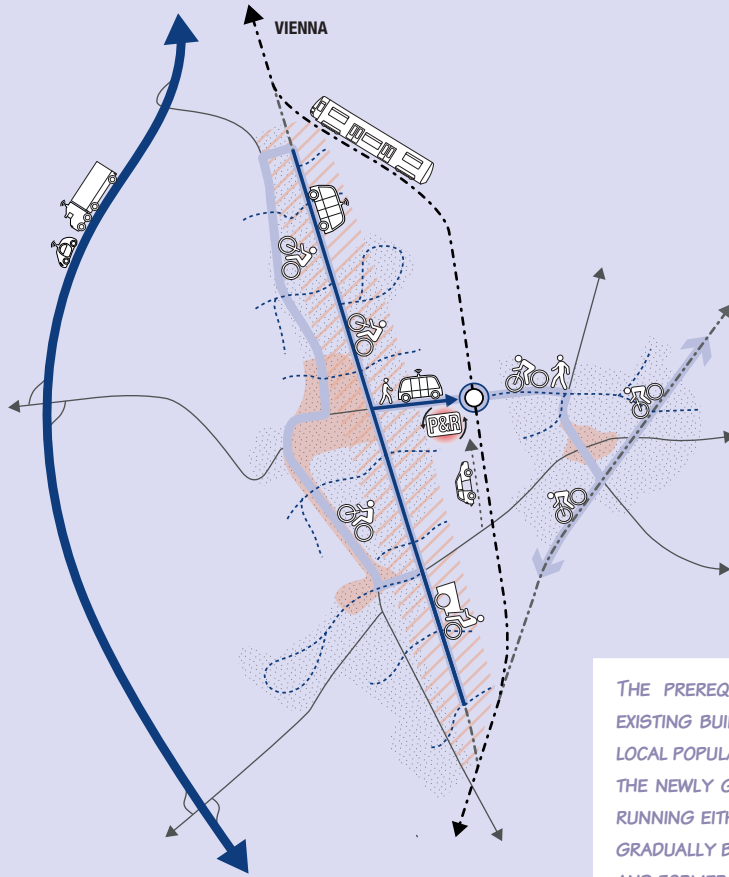 VIENNA
P&R
THE PREREQ
EXISTING BUI
LOCAL POPULA
THE NEWLY G
RUNNING EITH
GRADUALLY B